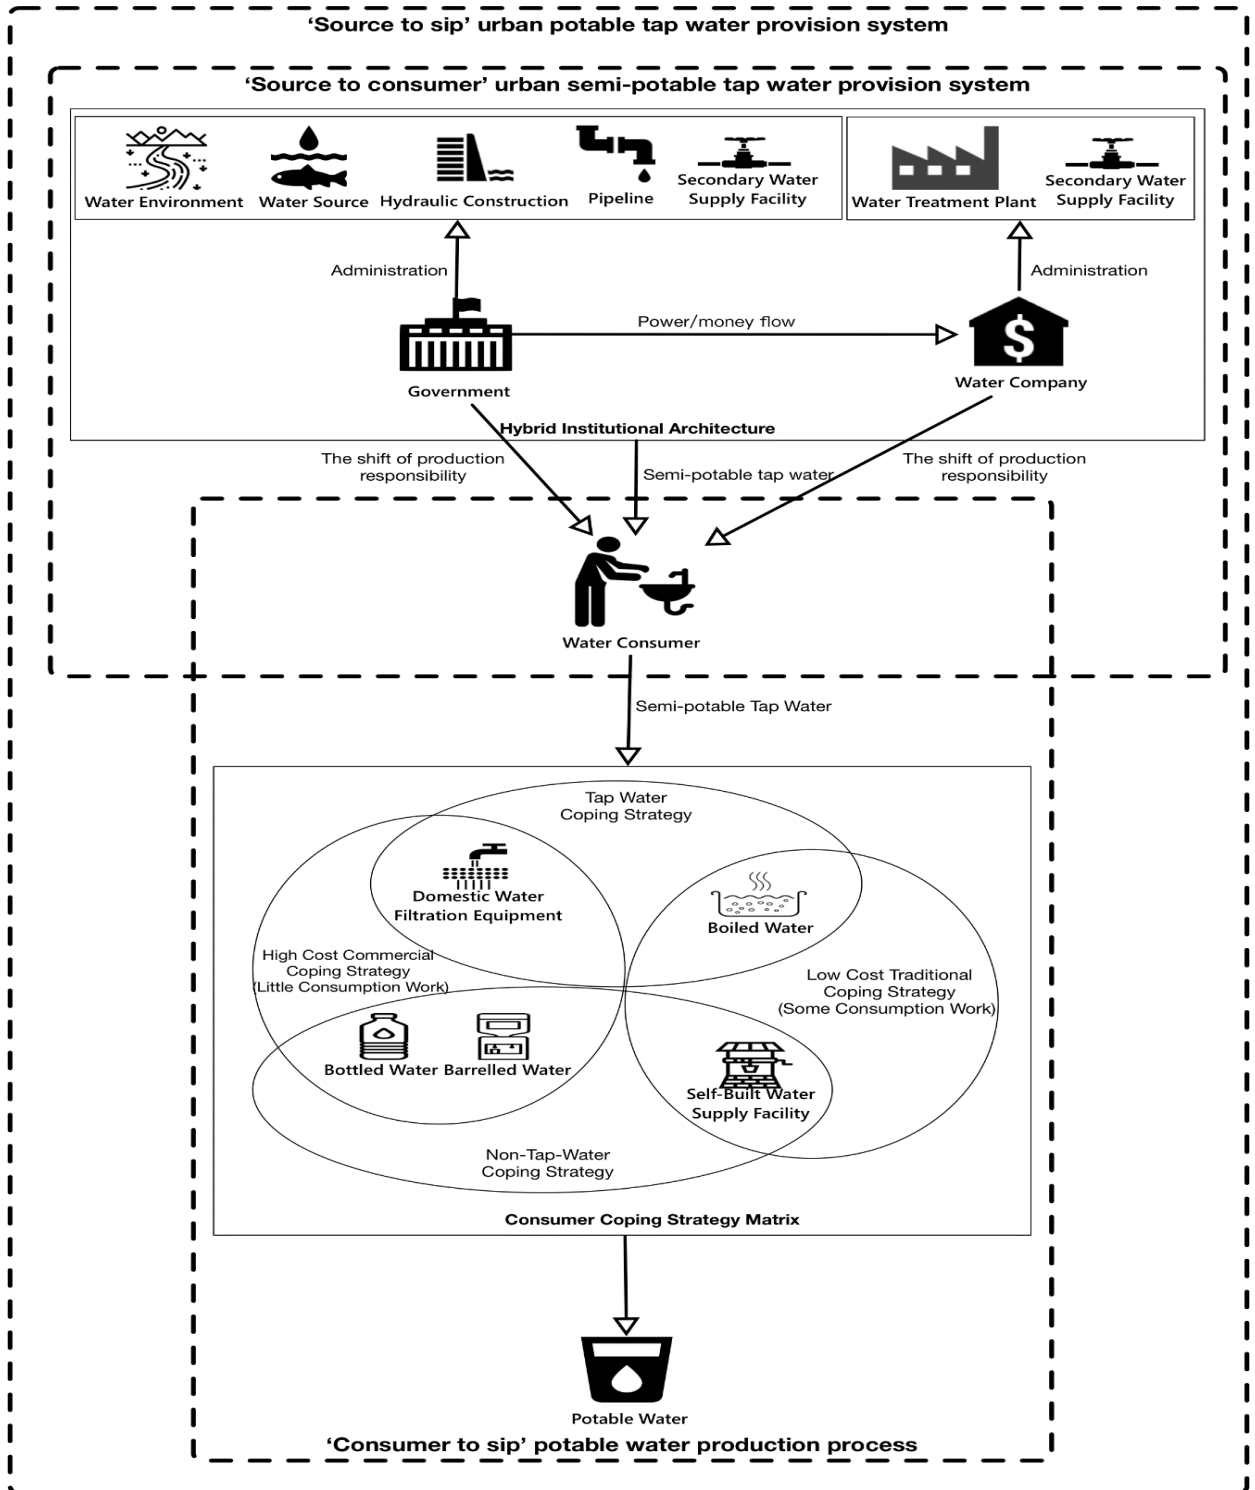 ‘Source to sip’ urban potable tap water provision system
‘Source to consumer’ urban semi-potable tap water provision system
Water Environment
Water Source
Hydraulic Construction
Pipeline
Secondary Water
Supply Facility
Water Treatment Plant
Secondary Water
Supply Facility
Administration
Administration
Power/money flow
Government
Water Company
Hybrid Institutional Architecture
The shift of production
responsibility
Semi-potable tap water
The shift of production
responsibility
Water Consumer
Semi-potable Tap Water
Tap Water
Coping Strategy
Domestic Water
Filtration Equipment
Boiled Water
High Cost Commercial
Coping Strategy
(Little Consumption Work)
Low Cost Traditional
Coping Strategy
(Some Consumption Work)
Bottled Water
Barrelled Water
Self-Built Water
Supply Facility
Non-Tap-Water
Coping Strategy
Consumer Coping Strategy Matrix
Potable Water
‘Consumer to sip’ potable water production process